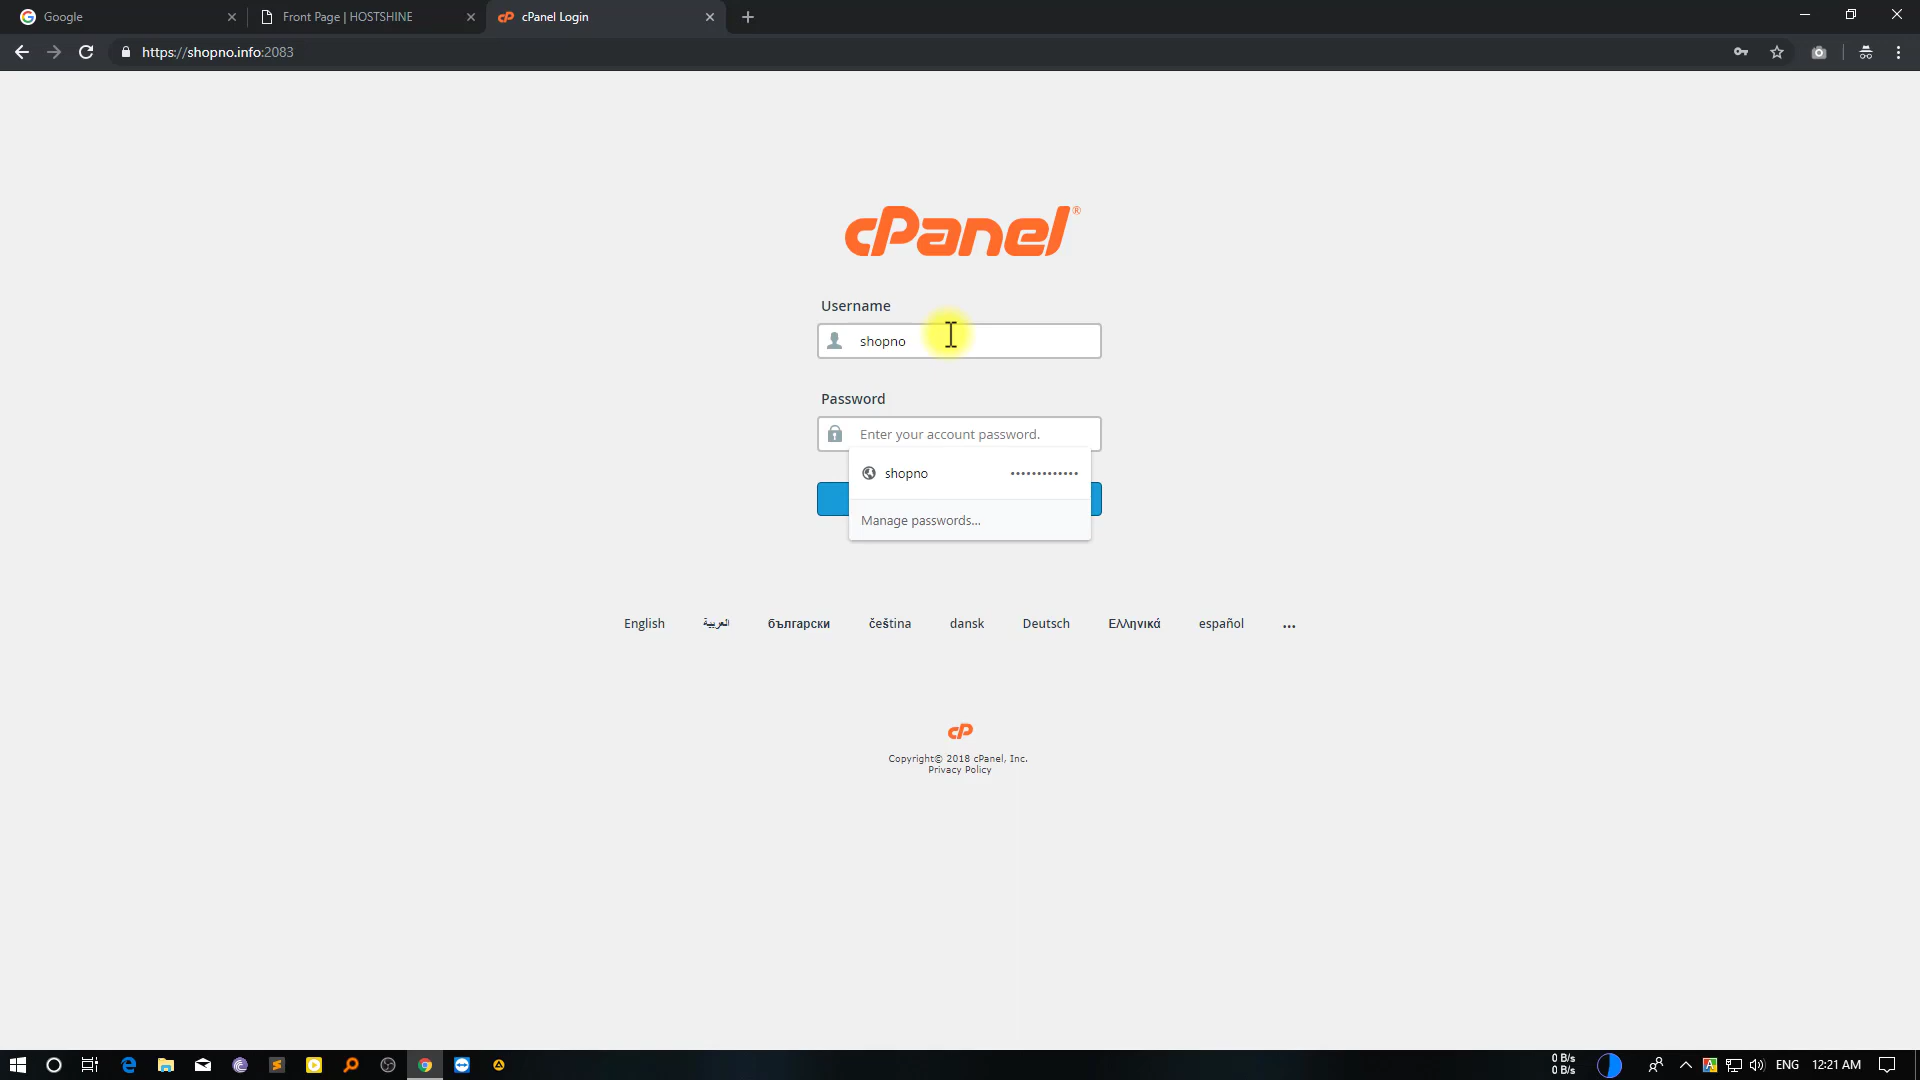 Google
Front Page | HOSTSHINE
cPanel Login
https://shopno.info:2083
cPanel®
Username
shopno
Password
Enter your account password.
shopno •••••••••••••
Manage passwords...
English
العربية
български
čeština
dansk
Deutsch
Ελληνικά
español
...
cP
Copyright© 2018 cPanel, Inc.
Privacy Policy
0 B/s
0 B/s
ENG
12:21 AM